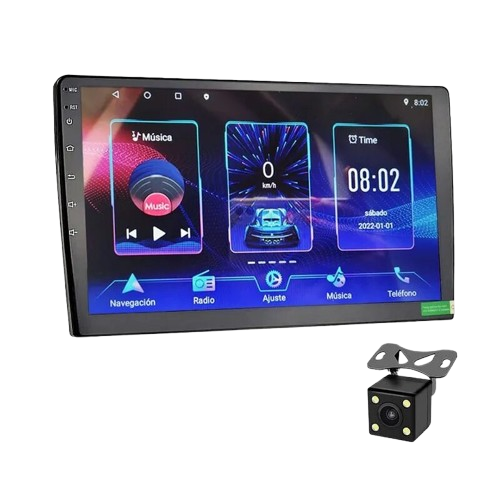 MIC
RST
8:02
Música
Music
0
km/h
Time
08:02
sábado
2022-01-01
Navegación
Radio
Ajuste
Música
Teléfono